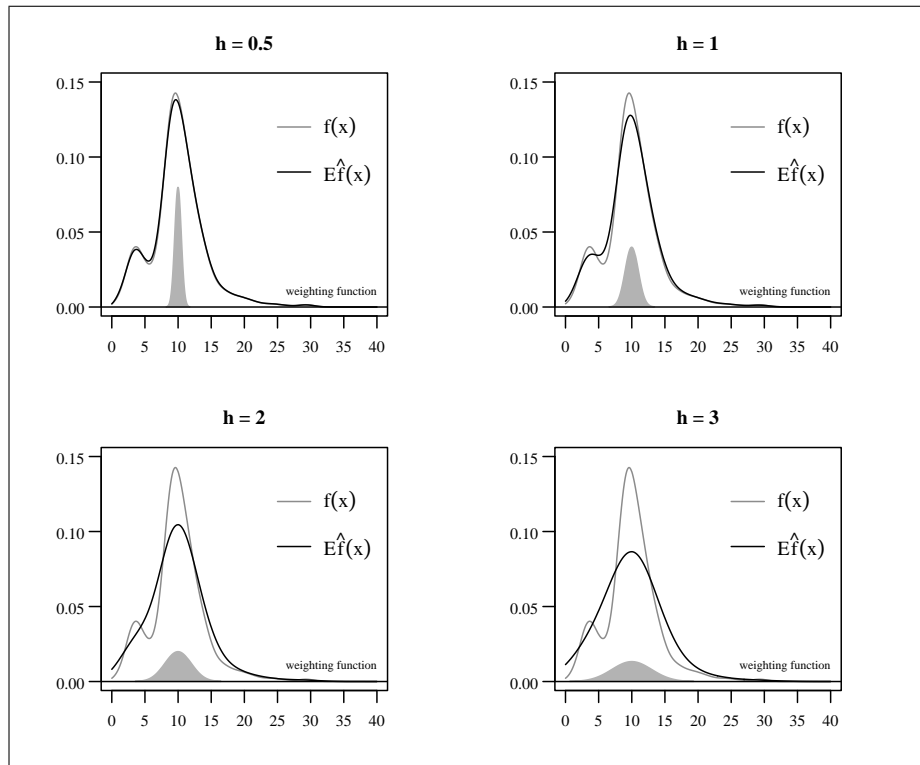 h = 0.5
0.15
0.10
0.05
0.00
f(x)
Ef̂(x)
weighting function
0 5 10 15 20 25 30 35 40
h = 1
0.15
0.10
0.05
0.00
f(x)
Ef̂(x)
weighting function
0 5 10 15 20 25 30 35 40
h = 2
0.15
0.10
0.05
0.00
f(x)
Ef̂(x)
weighting function
0 5 10 15 20 25 30 35 40
h = 3
0.15
0.10
0.05
0.00
f(x)
Ef̂(x)
weighting function
0 5 10 15 20 25 30 35 40